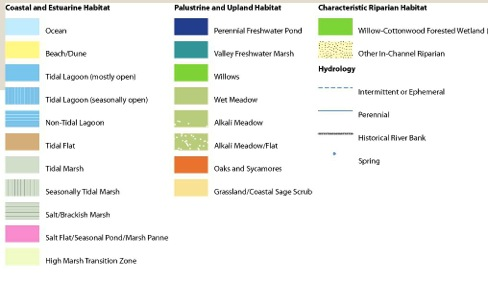 Coastal and Estuarine Habitat
Ocean
Beach/Dune
Tidal Lagoon (mostly open)
Tidal Lagoon (seasonally open)
Non-Tidal Lagoon
Tidal Flat
Tidal Marsh
Seasonally Tidal Marsh
Salt/Brackish Marsh
Salt Flat/Seasonal Pond/Marsh Panne
High Marsh Transition Zone
Palustrine and Upland Habitat
Perennial Freshwater Pond
Valley Freshwater Marsh
Willows
Wet Meadow
Alkali Meadow
Alkali Meadow/Flat
Oaks and Sycamores
Grassland/Coastal Sage Scrub
Characteristic Riparian Habitat
Willow-Cottonwood Forested Wetland
Other In-Channel Riparian
Hydrology
Intermittent or Ephemeral
Perennial
Historical River Bank
Spring